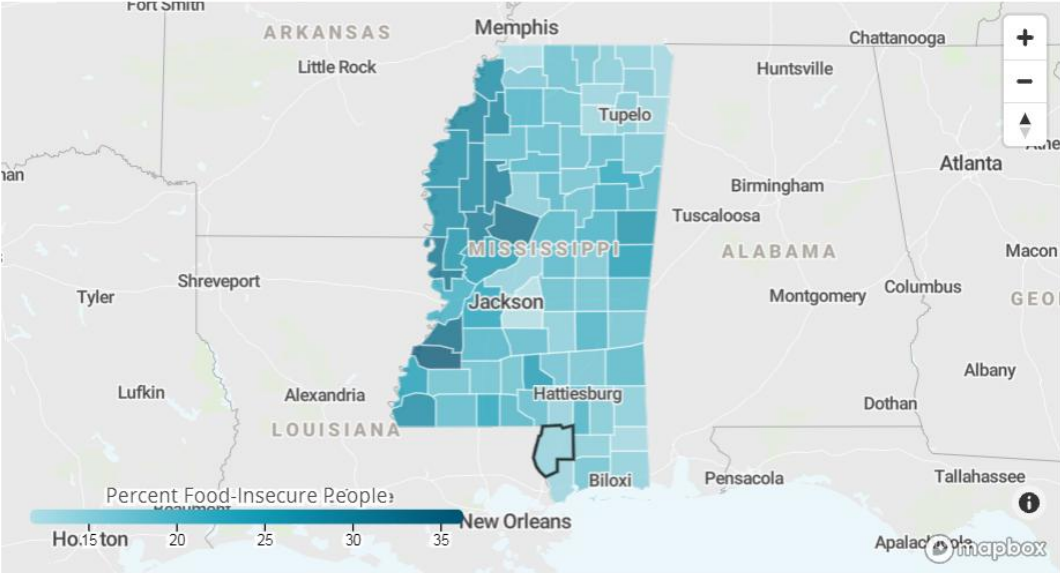 Fort Smith
Memphis
ARKANSAS
Chattanooga
Little Rock
Huntsville
Tupelo
Atlanta
Birmingham
Tuscaloosa
MISSISSIPPI
ALABAMA
Macon
Shreveport
Columbus
Tyler
Jackson
Montgomery
Albany
Lufkin
Alexandria
Hattiesburg
Dothan
LOUISIANA
Biloxi
Pensacola
Tallahassee
Percent Food-Insecure People
New Orleans
15 20 25 30 35
mapbox